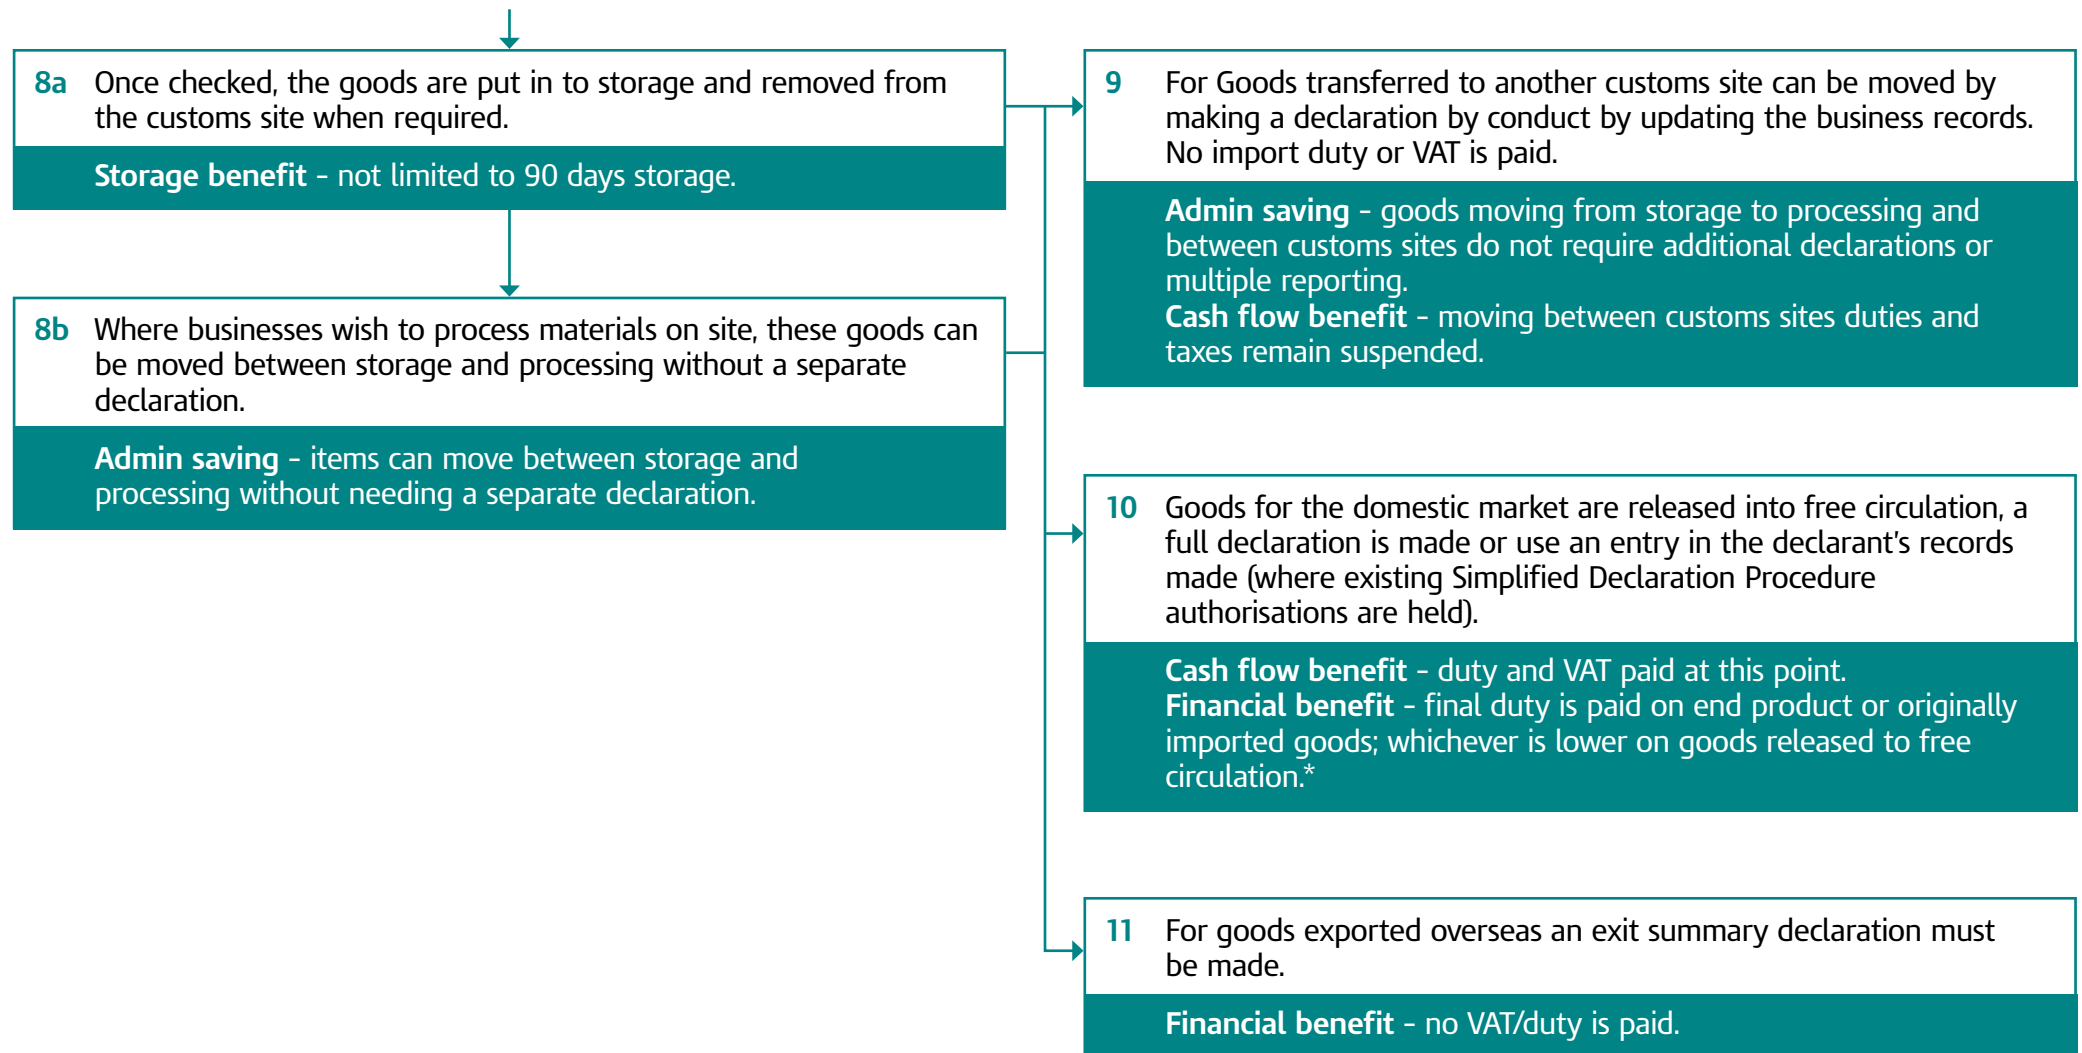 8a Once checked, the goods are put in to storage and removed from
the customs site when required.
Storage benefit – not limited to 90 days storage.
8b Where businesses wish to process materials on site, these goods can
be moved between storage and processing without a separate
declaration.
Admin saving – items can move between storage and
processing without needing a separate declaration.
9 For Goods transferred to another customs site can be moved by
making a declaration by conduct by updating the business records.
No import duty or VAT is paid.
Admin saving – goods moving from storage to processing and
between customs sites do not require additional declarations or
multiple reporting.
Cash flow benefit – moving between customs sites duties and
taxes remain suspended.
10 Goods for the domestic market are released into free circulation, a
full declaration is made or use an entry in the declarant's records
made (where existing Simplified Declaration Procedure
authorisations are held).
Cash flow benefit – duty and VAT paid at this point.
Financial benefit – final duty is paid on end product or originally
imported goods; whichever is lower on goods released to free
circulation.*
11 For goods exported overseas an exit summary declaration must
be made.
Financial benefit – no VAT/duty is paid.